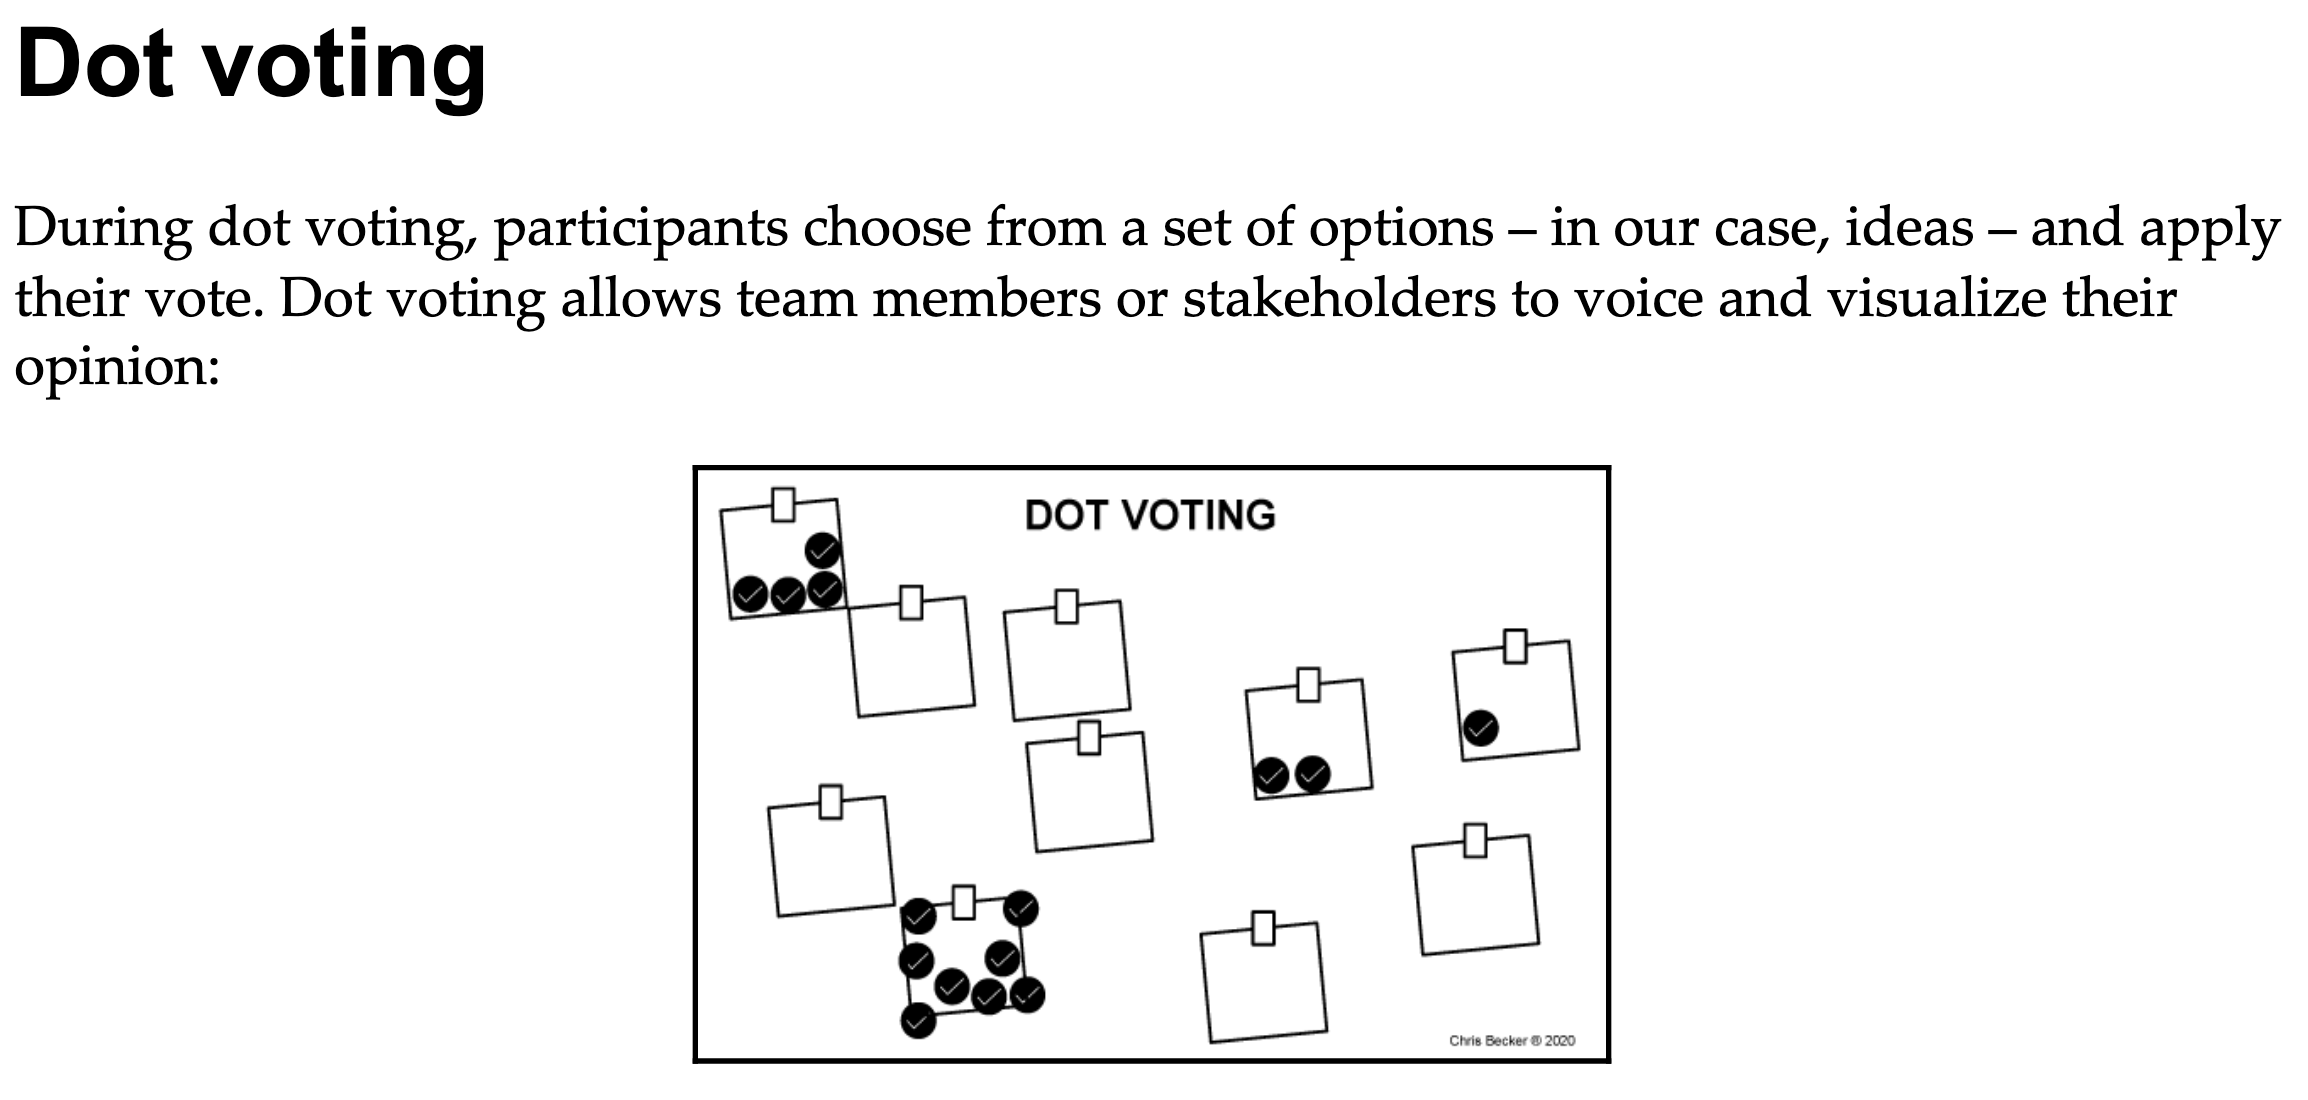 Dot voting
During dot voting, participants choose from a set of options – in our case, ideas – and apply
their vote. Dot voting allows team members or stakeholders to voice and visualize their
opinion:
DOT VOTING
Chris Becker ® 2020